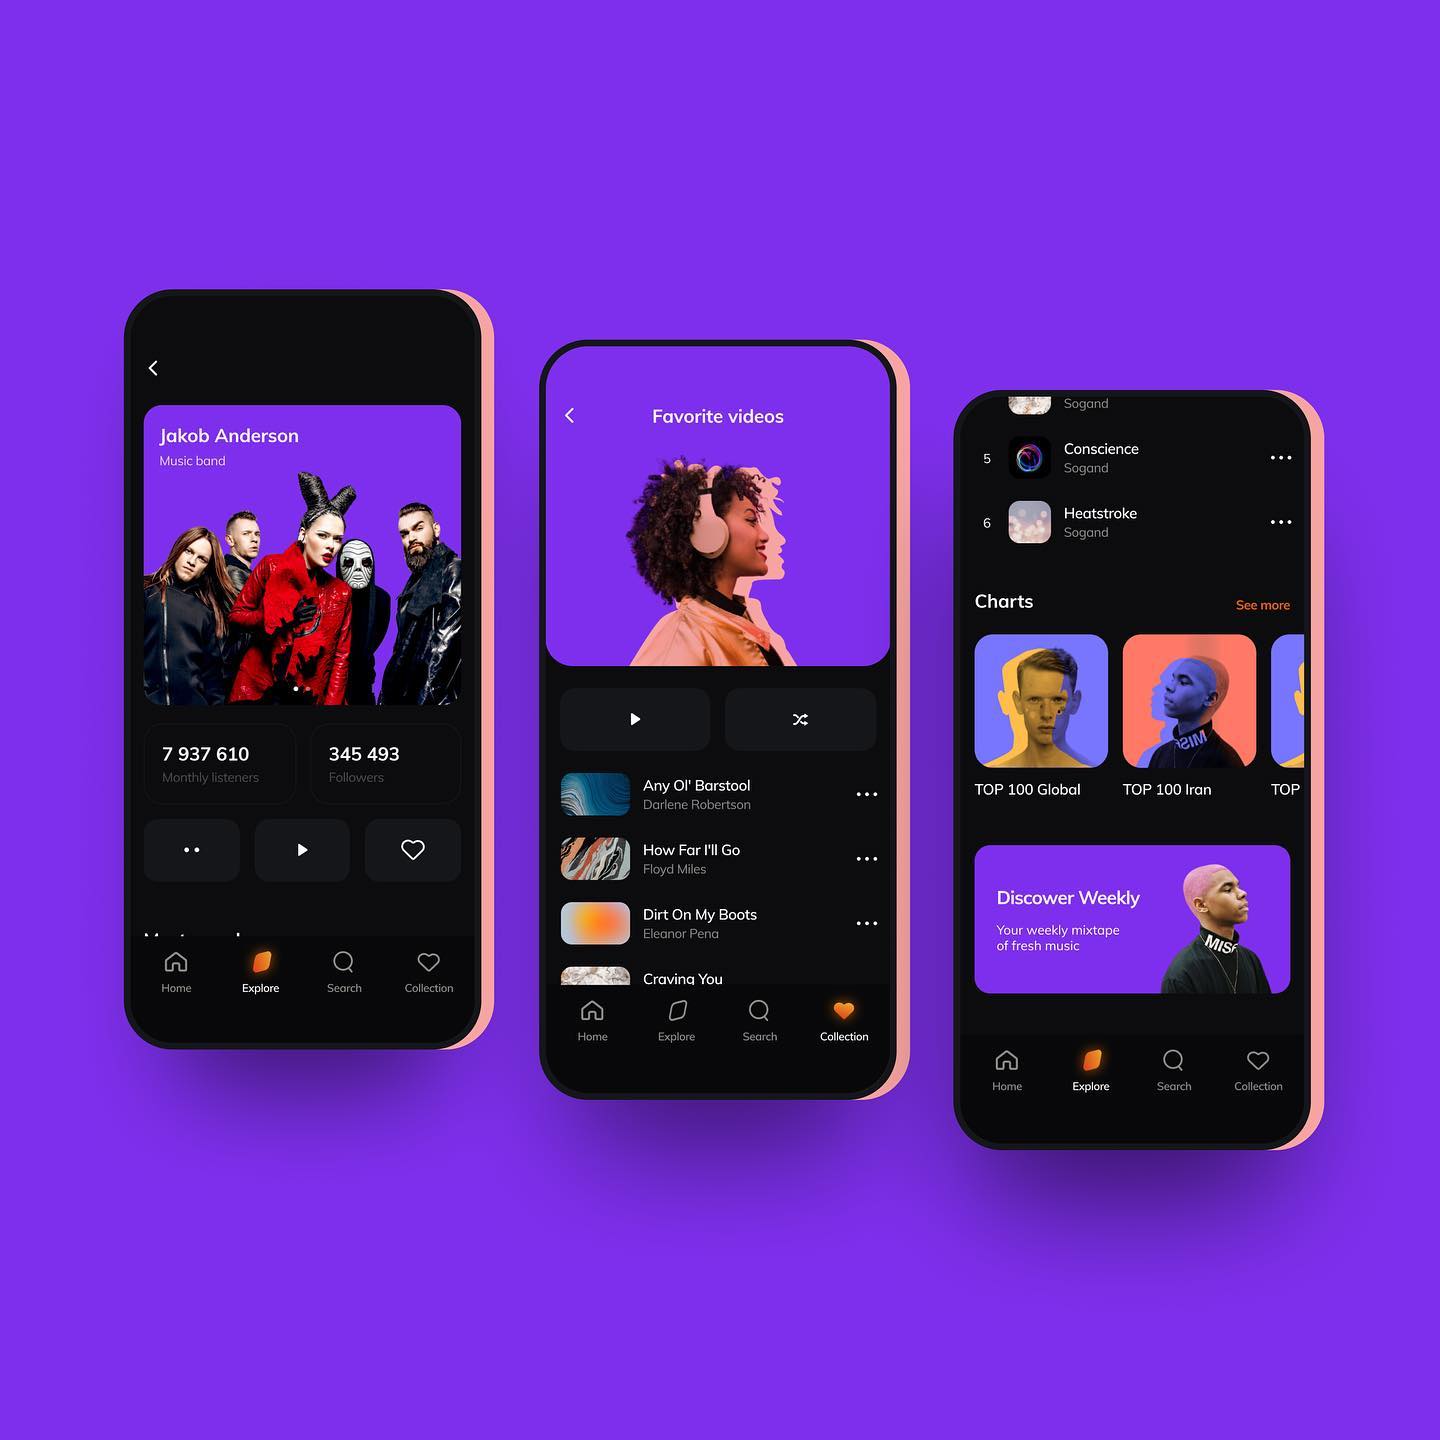 Jakob Anderson
Music band
7 937 610
Monthly listeners
345 493
Followers
Home
Explore
Search
Collection
Favorite videos
Any Ol' Barstool
Darlene Robertson
How Far I'll Go
Floyd Miles
Dirt On My Boots
Eleanor Pena
Craving You
Home
Explore
Search
Collection
Sogand
5
Conscience
Sogand
6
Heatstroke
Sogand
Charts
See more
MISF
TOP 100 Global
TOP 100 Iran
TOP
Discower Weekly
Your weekly mixtape
of fresh music
MISF
Home
Explore
Search
Collection